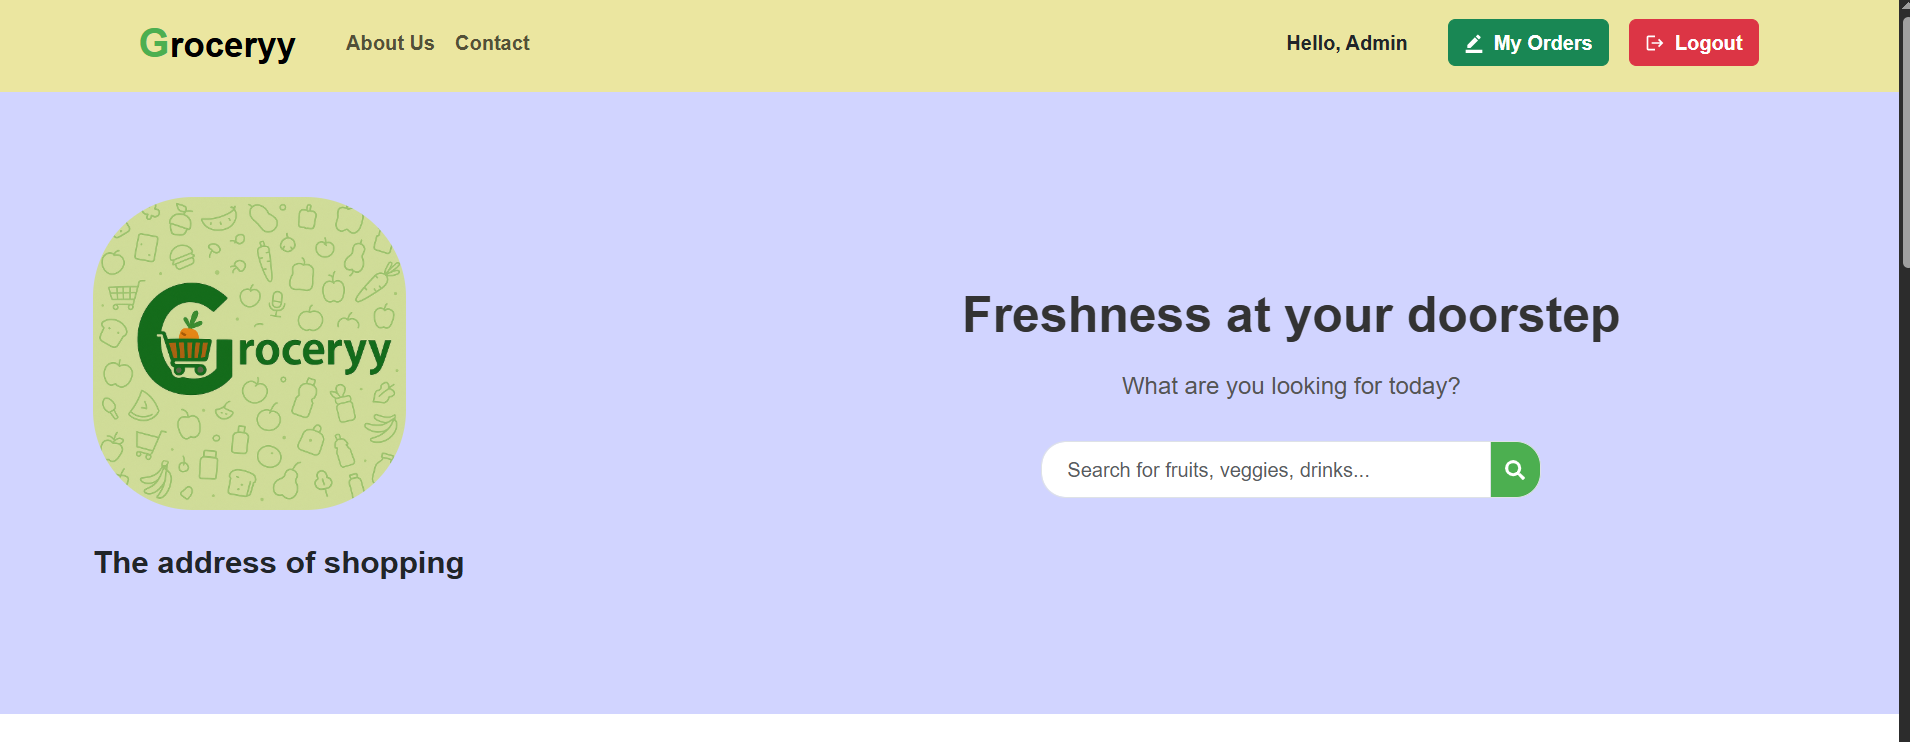 Groceryy About Us Contact Hello, Admin My Orders Logout
Groceryy
Freshness at your doorstep
What are you looking for today?
Search for fruits, veggies, drinks...
The address of shopping